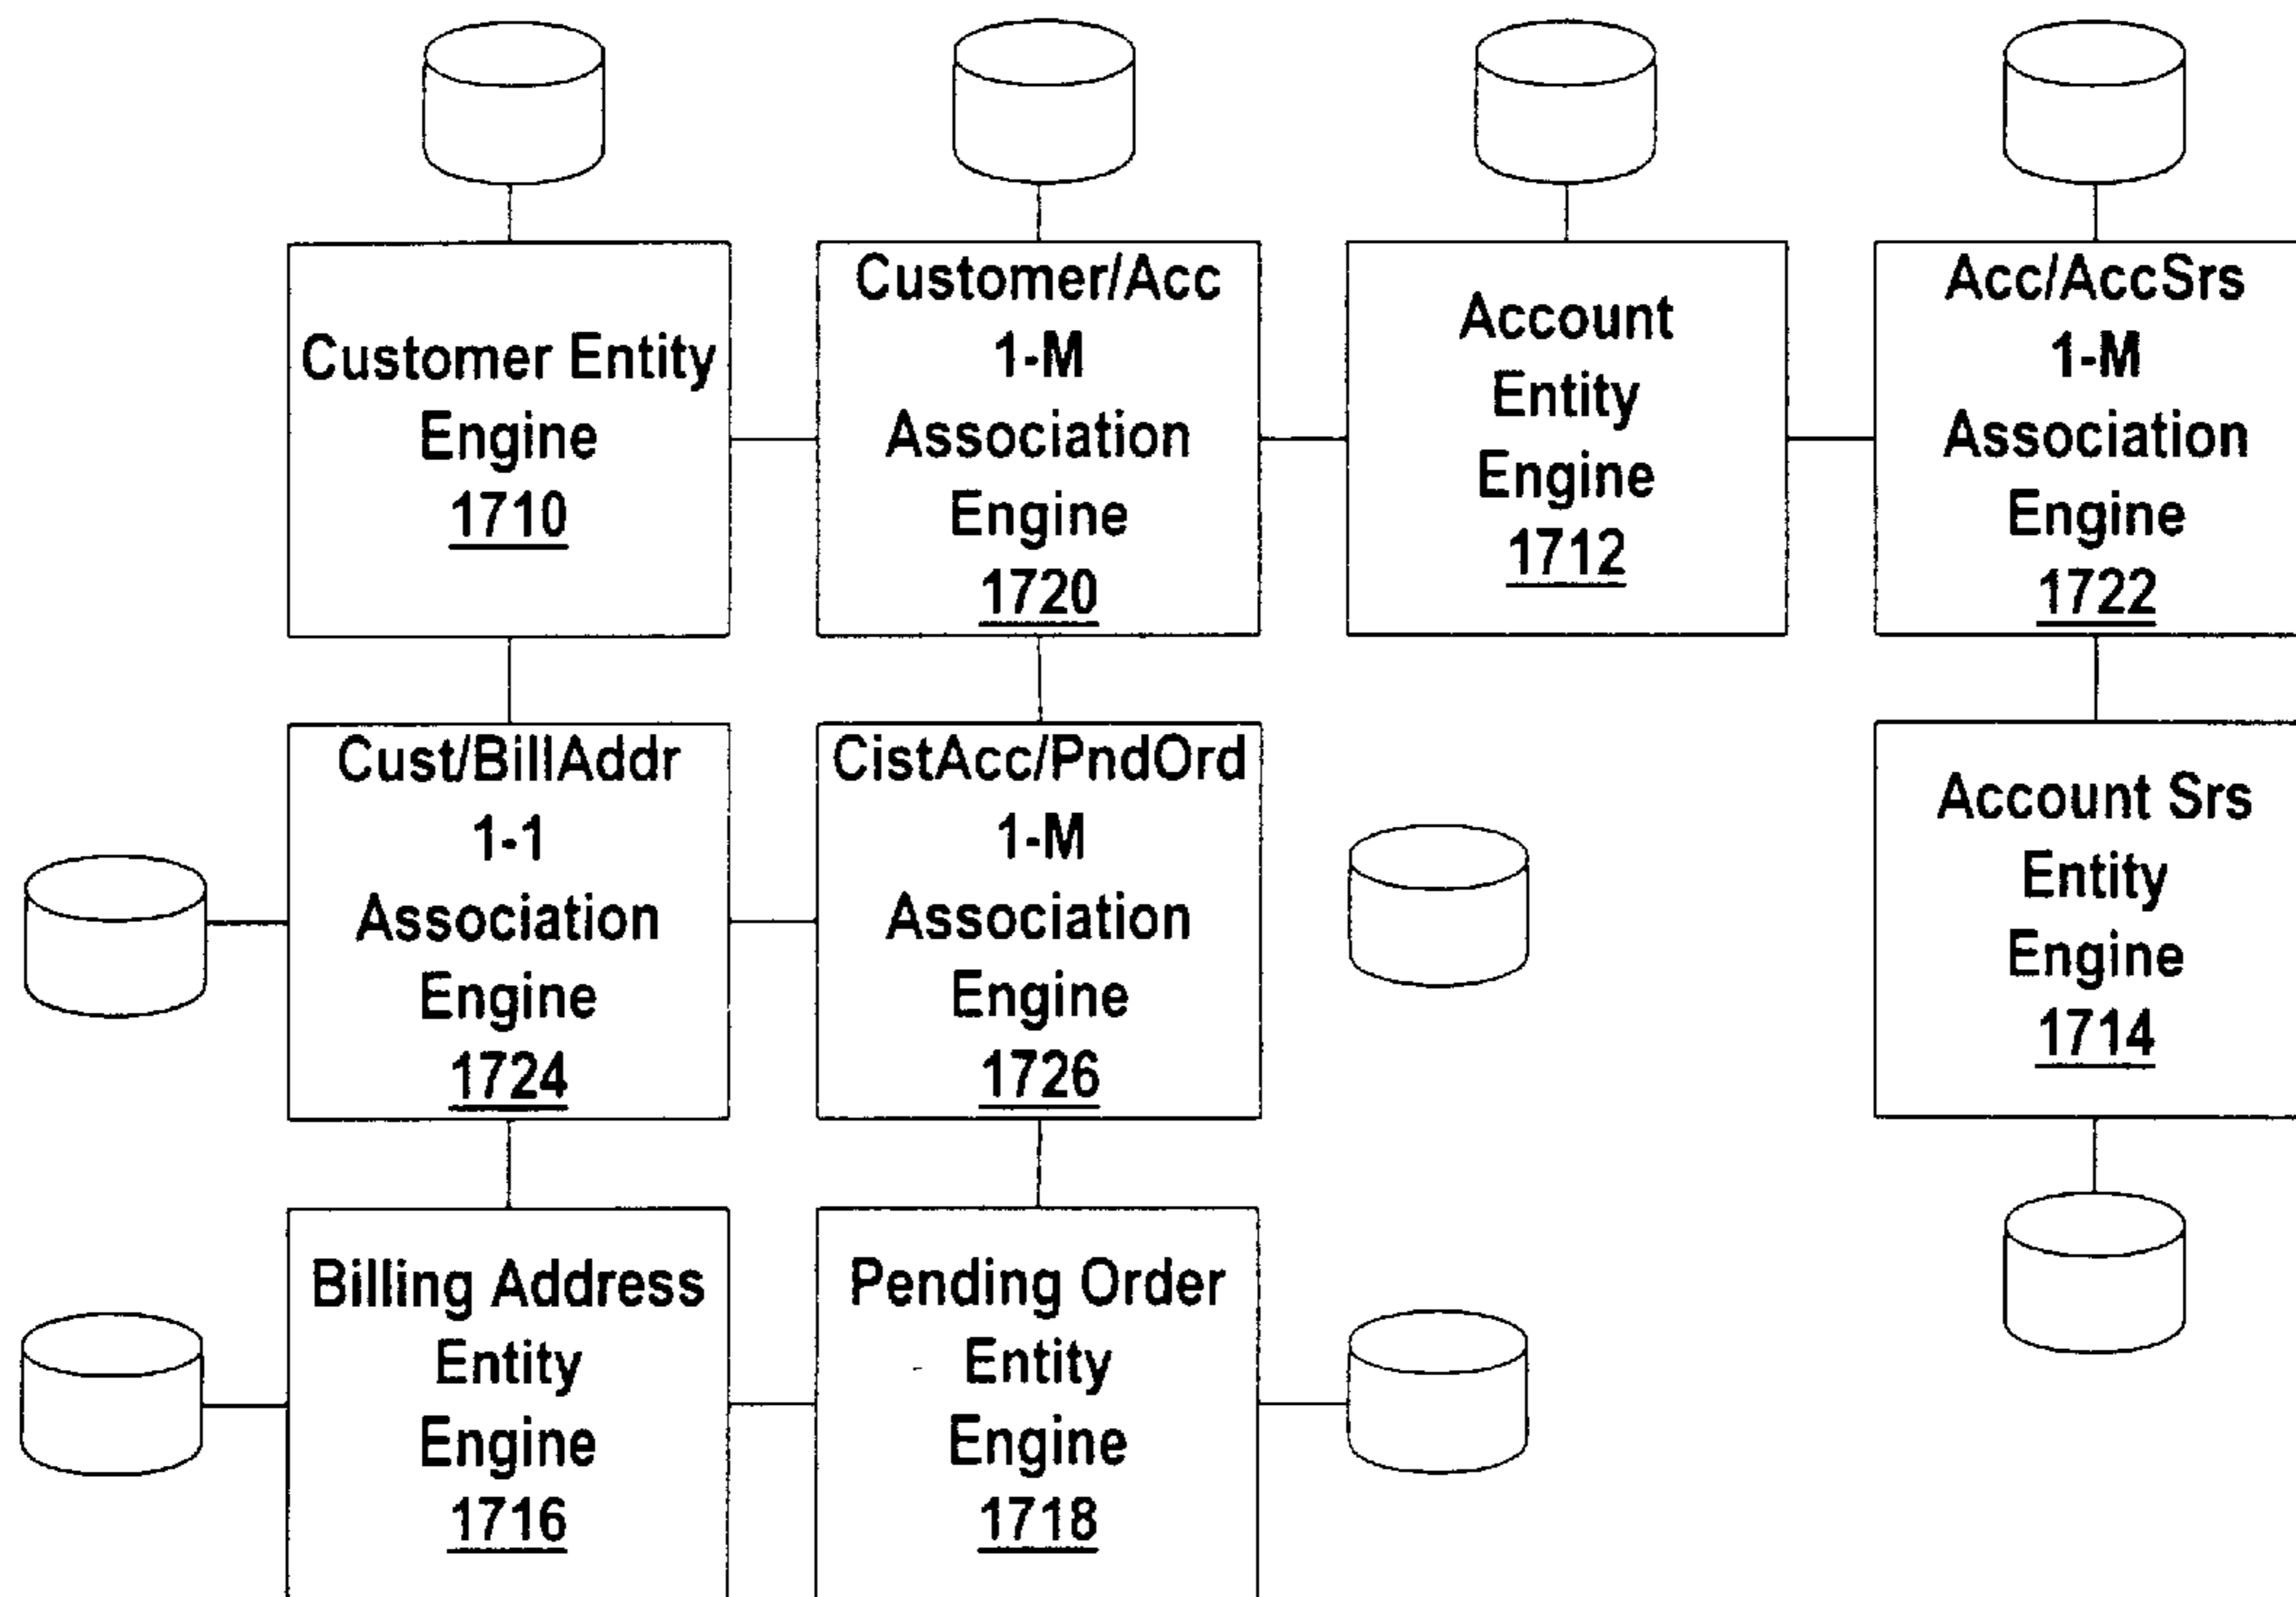 Customer Entity
Engine
1710
Customer/Acc
1-M
Association
Engine
1720
Account
Entity
Engine
1712
Acc/AccSrs
1-M
Association
Engine
1722
Cust/BillAddr
1-1
Association
Engine
1724
CistAcc/PndOrd
1-M
Association
Engine
1726
Account Srs
Entity
Engine
1714
Billing Address
Entity
Engine
1716
Pending Order
Entity
Engine
1718